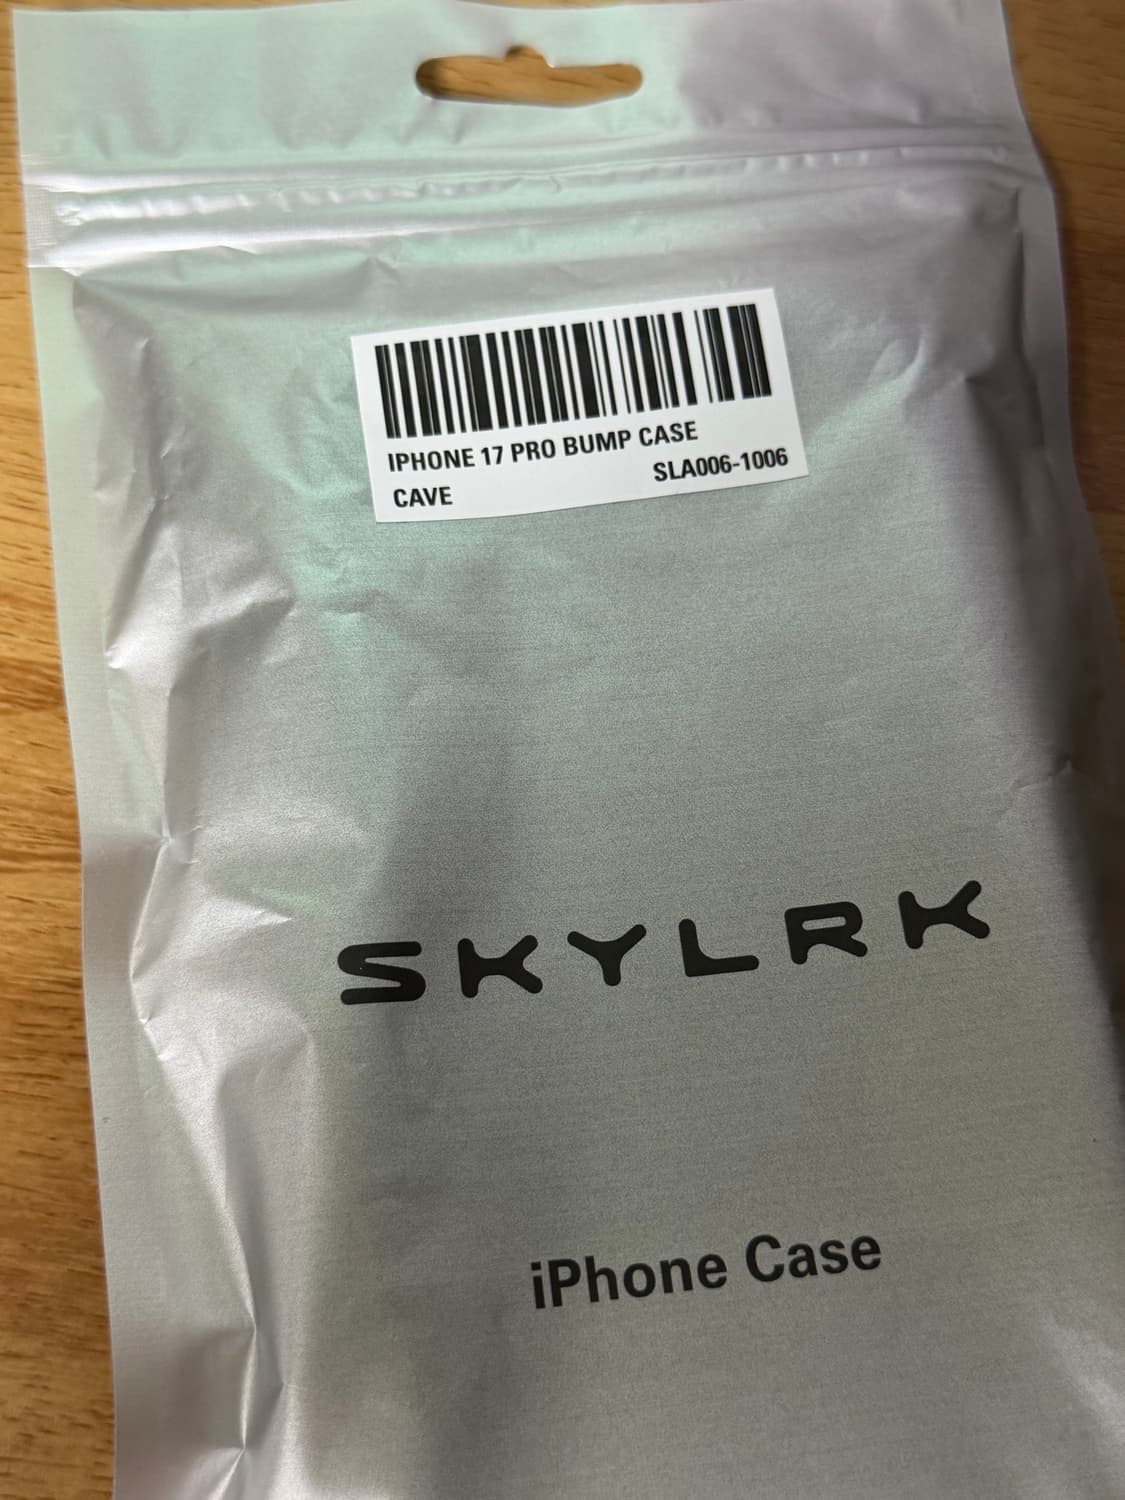 IPHONE 17 PRO BUMP CASE
CAVE SLA006-1006
SKYLRK
iPhone Case